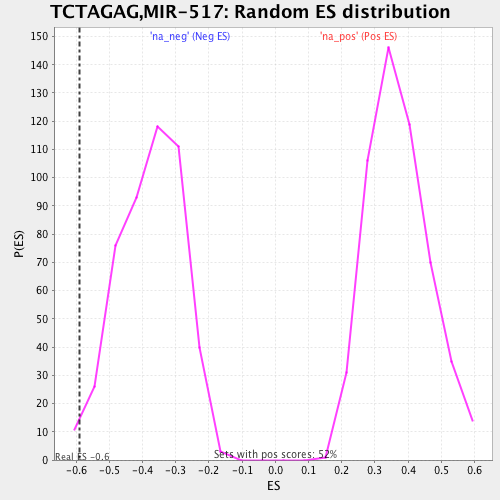 TCTAGAG,MIR-517: Random ES distribution
'na_neg' (Neg ES)
'na_pos' (Pos ES)
150
140
130
120
110
100
90
80
70
60
50
40
30
20
10
0
P(ES)
Real ES -0.6
Sets with pos scores: 52%
-0.6 -0.5 -0.4 -0.3 -0.2 -0.1 0.0 0.1 0.2 0.3 0.4 0.5 0.6
ES